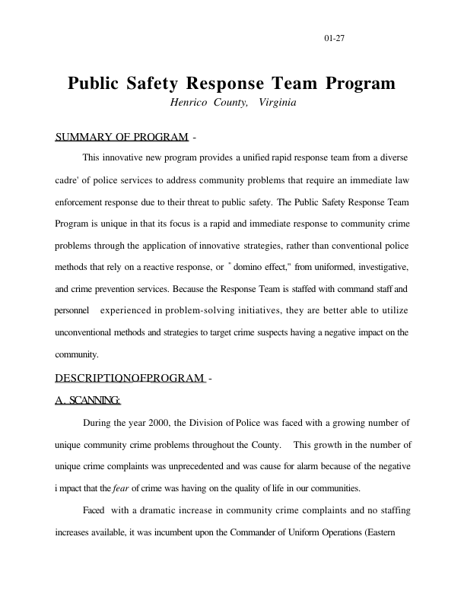 01-27
Public Safety Response Team Program
Henrico County, Virginia
SUMMARY OF PROGRAM -
This innovative new program provides a unified rapid response team from a diverse
cadre' of police services to address community problems that require an immediate law
enforcement response due to their threat to public safety. The Public Safety Response Team
Program is unique in that its focus is a rapid and immediate response to community crime
problems through the application of innovative strategies, rather than conventional police
methods that rely on a reactive response, or "domino effect," from uniformed, investigative,
and crime prevention services. Because the Response Team is staffed with command staff and
personnel experienced in problem-solving initiatives, they are better able to utilize
unconventional methods and strategies to target crime suspects having a negative impact on the
community.
DESCRIPTIONOFPROGRAM -
A. SCANNING:
During the year 2000, the Division of Police was faced with a growing number of
unique community crime problems throughout the County. This growth in the number of
unique crime complaints was unprecedented and was cause for alarm because of the negative
i mpact that the fear of crime was having on the quality of life in our communities.
Faced with a dramatic increase in community crime complaints and no staffing
increases available, it was incumbent upon the Commander of Uniform Operations (Eastern